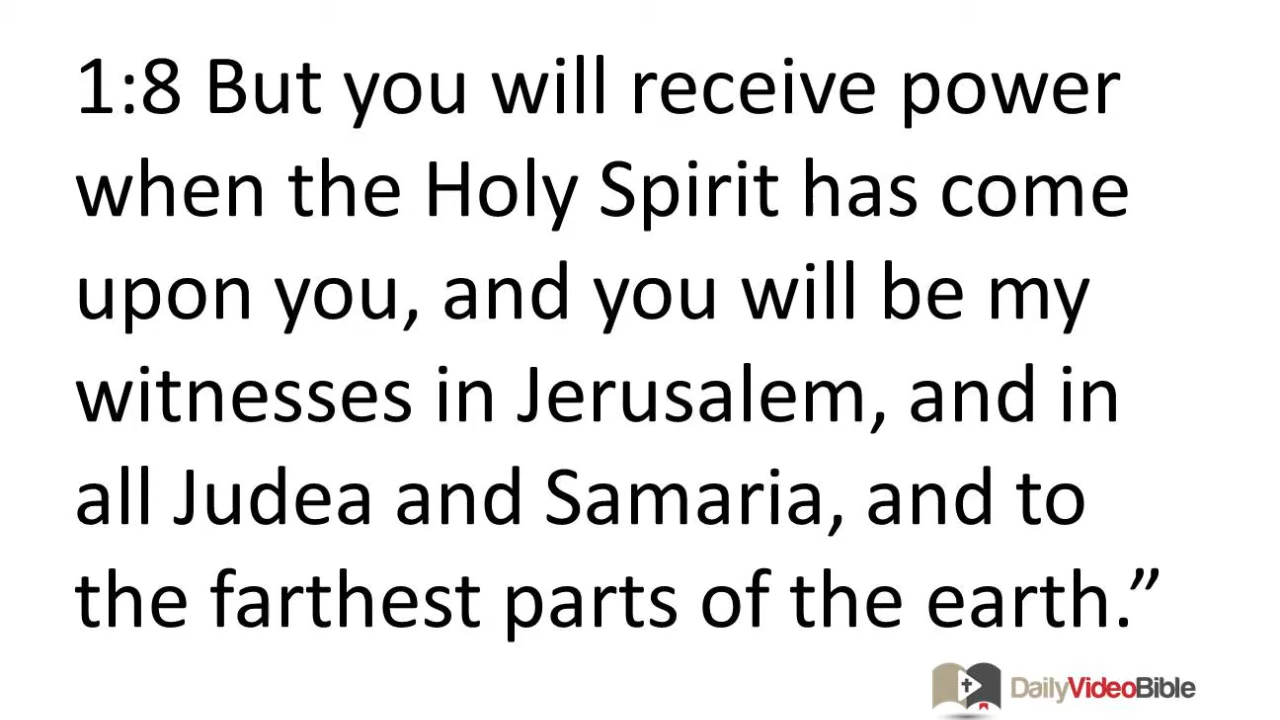 1:8 But you will receive power
when the Holy Spirit has come
upon you, and you will be my
witnesses in Jerusalem, and in
all Judea and Samaria, and to
the farthest parts of the earth.”
DailyVideoBible